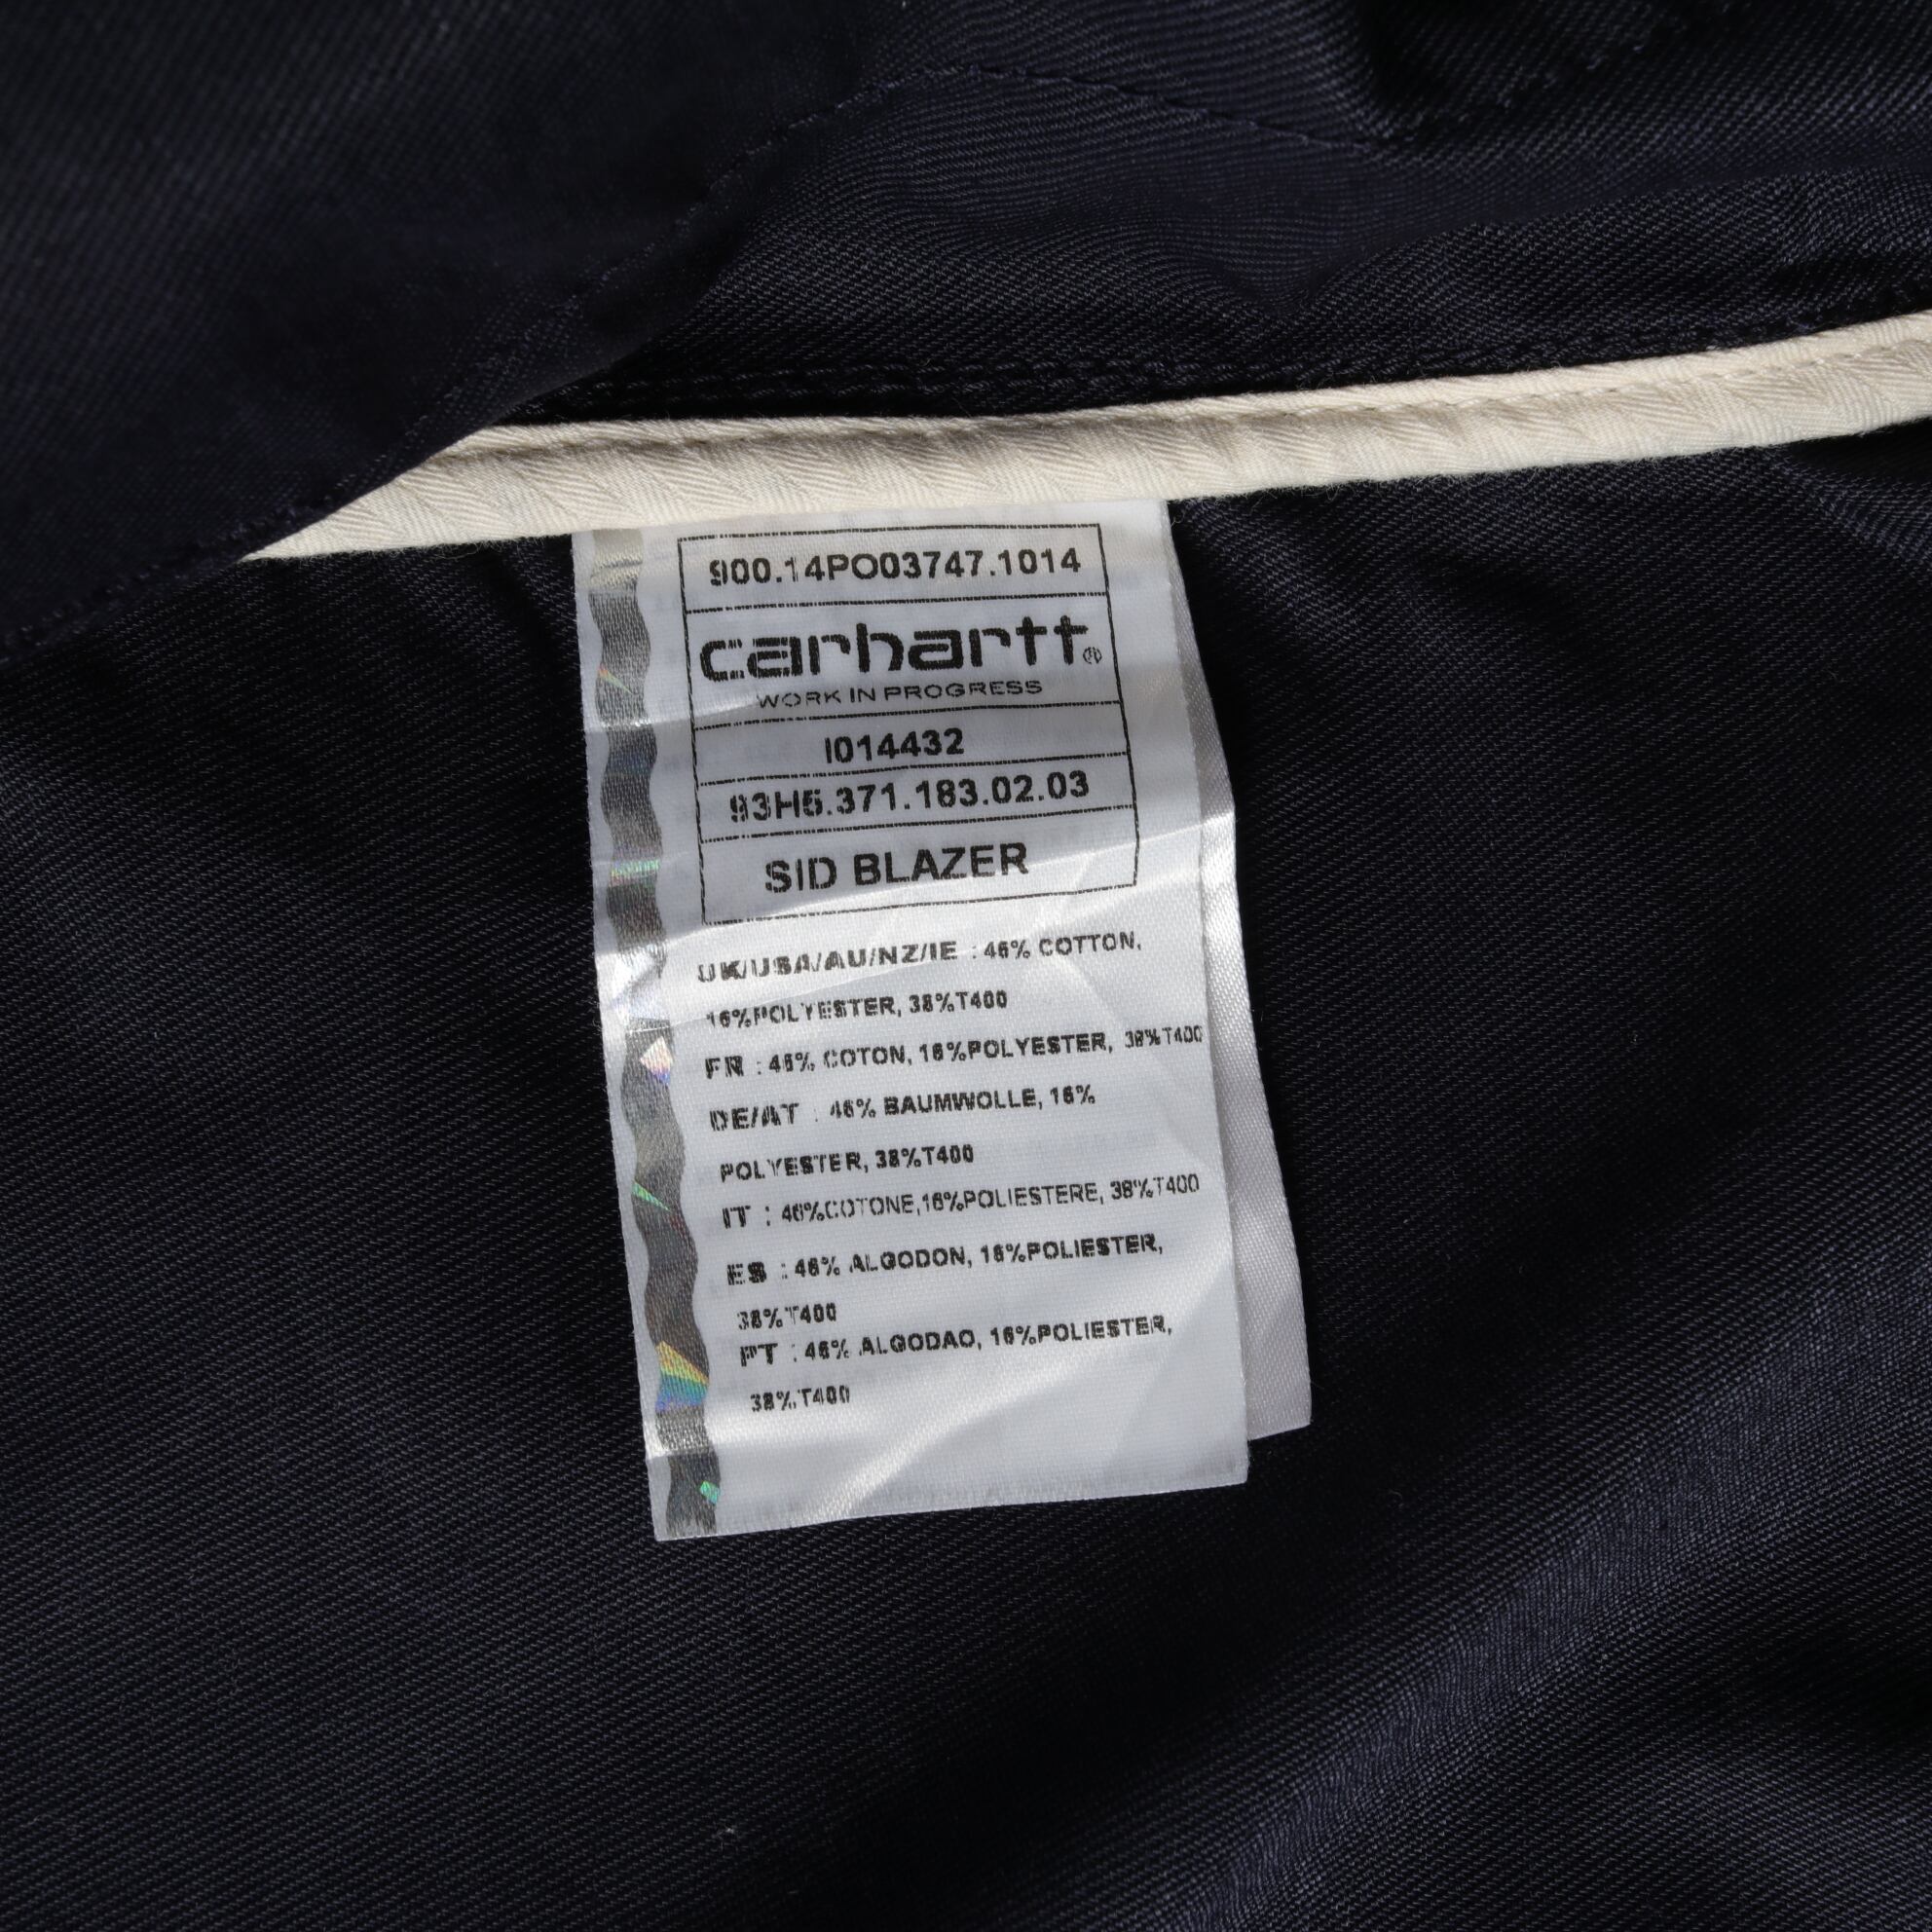 900.14PO03747.1014
carhartt®
WORK IN PROGRESS
I014432
93H5.371.183.02.03
SID BLAZER
UK/USA/AU/NZ/IE : 46% COTTON,
16%POLYESTER, 38%T400
FR : 46% COTON, 16%POLYESTER, 38%T400
DE/AT : 46% BAUMWOLLE, 16%
POLYESTER, 38%T400
IT : 46%COTONE,16%POLIESTERE, 38%T400
ES : 46% ALGODON, 16%POLIESTER,
38%T400
PT : 46% ALGODAO, 16%POLIESTER,
38%T400